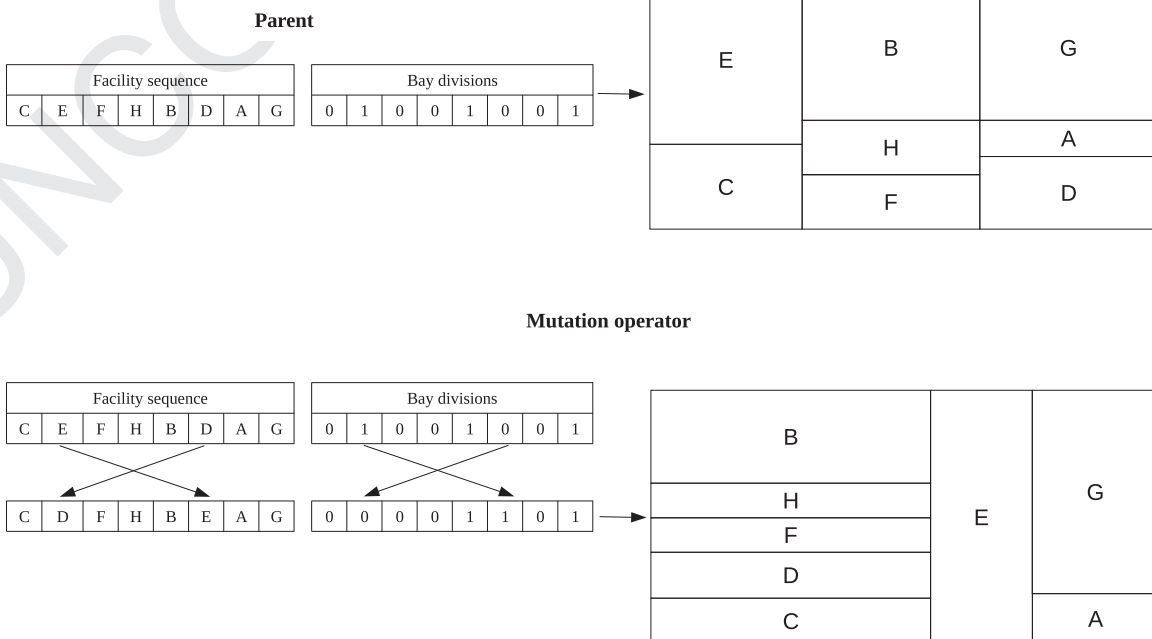 Parent
Facility sequence
C E F H B D A G
Bay divisions
0 1 0 0 1 0 0 1
E
C
B
H
F
G
A
D
Mutation operator
Facility sequence
C E F H B D A G
Bay divisions
0 1 0 0 1 0 0 1
C D F H B E A G
0 0 0 0 1 1 0 1
B
H
F
D
C
E
G
A